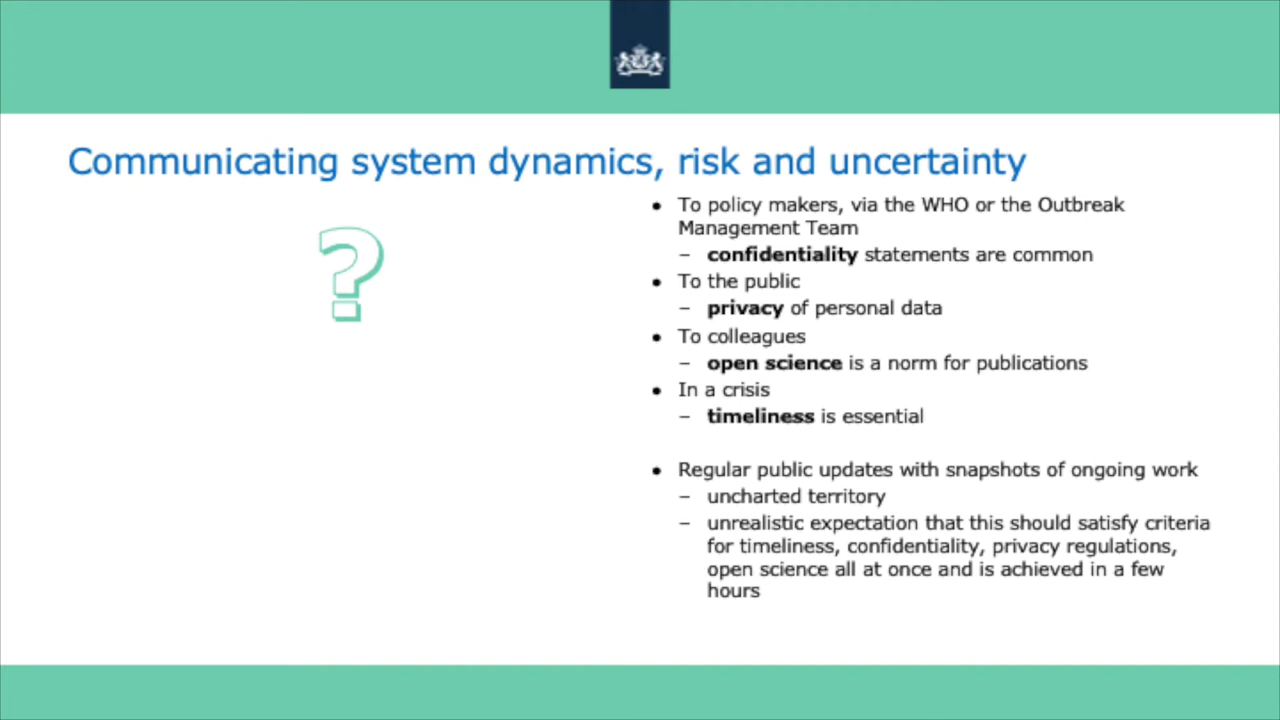 Communicating system dynamics, risk and uncertainty
?
• To policy makers, via the WHO or the Outbreak
Management Team
– confidentiality statements are common
• To the public
– privacy of personal data
• To colleagues
– open science is a norm for publications
• In a crisis
– timeliness is essential
• Regular public updates with snapshots of ongoing work
– uncharted territory
– unrealistic expectation that this should satisfy criteria
for timeliness, confidentiality, privacy regulations,
open science all at once and is achieved in a few
hours